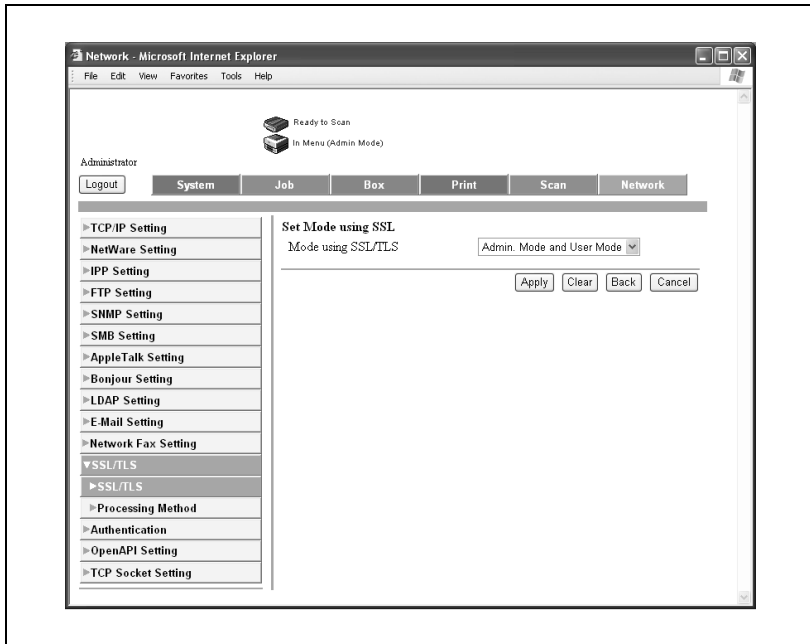 Network - Microsoft Internet Explorer
File Edit View Favorites Tools Help
Ready to Scan
In Menu (Admin Mode)
Administrator
Logout System Job Box Print Scan Network
TCP/IP Setting
NetWare Setting
IPP Setting
FTP Setting
SNMP Setting
SMB Setting
AppleTalk Setting
Bonjour Setting
LDAP Setting
E-Mail Setting
Network Fax Setting
SSL/TLS
SSL/TLS
Processing Method
Authentication
OpenAPI Setting
TCP Socket Setting
Set Mode using SSL
Mode using SSL/TLS Admin. Mode and User Mode
Apply Clear Back Cancel